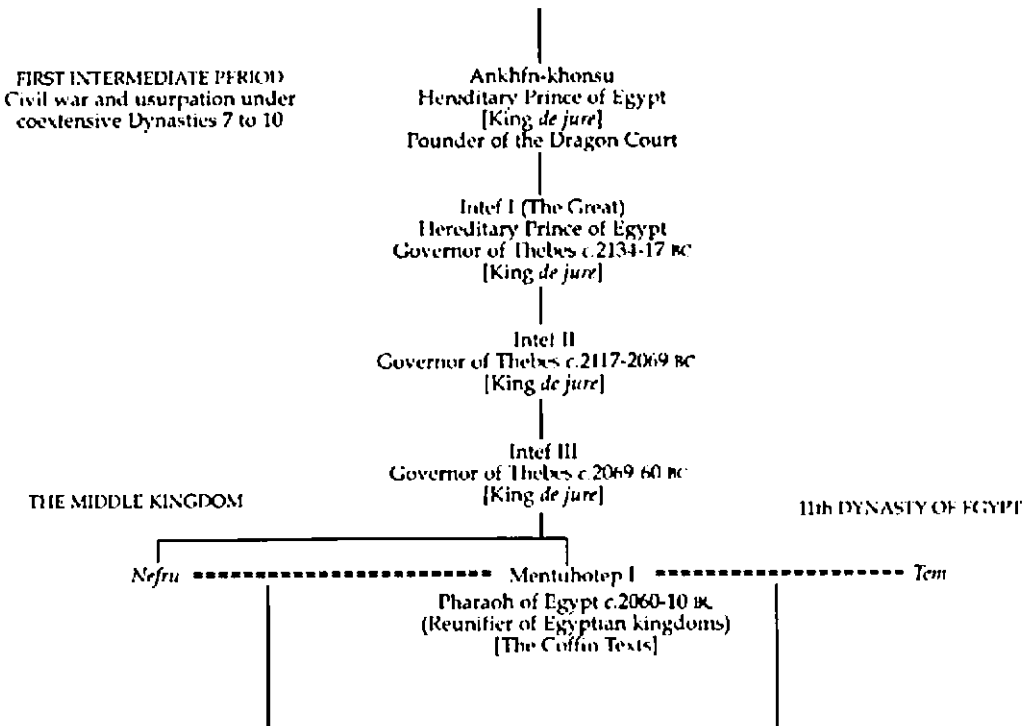 FIRST INTERMEDIATE PERIOD
Civil war and usurpation under
coextensive Dynasties 7 to 10
Ankhfn-khonsu
Hereditary Prince of Egypt
[King de jure]
Founder of the Dragon Court
Intef I (The Great)
Hereditary Prince of Egypt
Governor of Thebes c.2134-17 BC
[King de jure]
Intef II
Governor of Thebes c.2117-2069 BC
[King de jure]
Intef III
Governor of Thebes c.2069-60 BC
[King de jure]
THE MIDDLE KINGDOM
11th DYNASTY OF EGYPT
Nefru
Mentuhotep I
Tem
Pharaoh of Egypt c.2060-10 BC
(Reunifier of Egyptian kingdoms)
[The Coffin Texts]